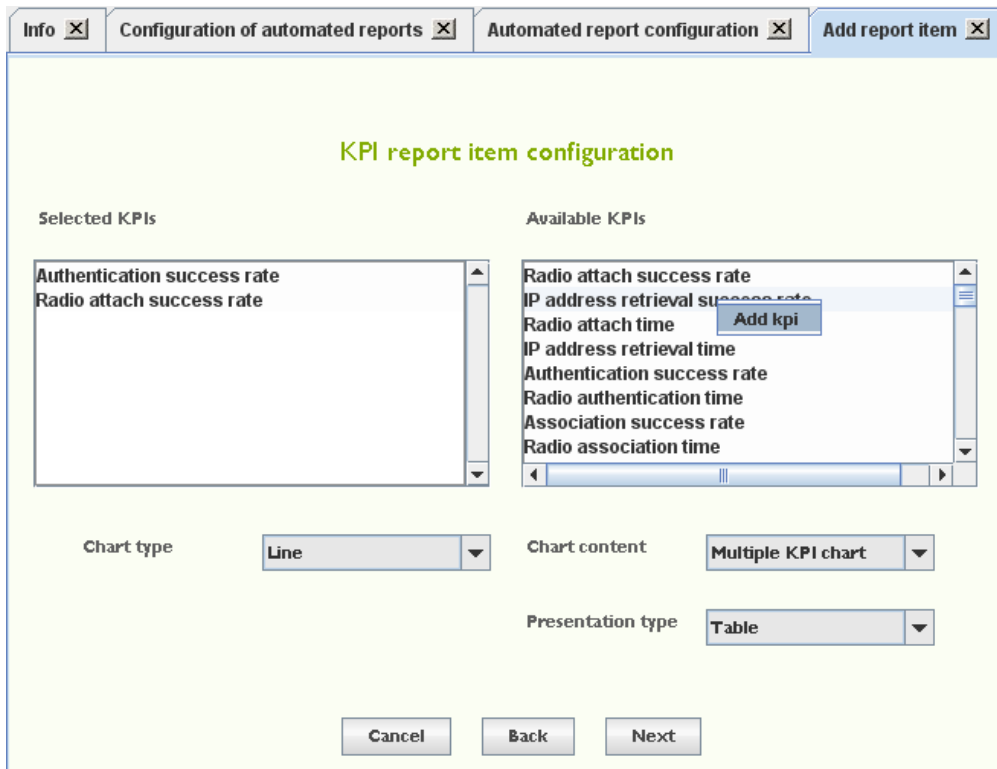 Info Configuration of automated reports Automated report configuration Add report item
KPI report item configuration
Selected KPIs
Available KPIs
Authentication success rate
Radio attach success rate
Radio attach success rate
IP address retrieval success rate
Add kpi
Radio attach time
IP address retrieval time
Authentication success rate
Radio authentication time
Association success rate
Radio association time
Chart type
Line
Chart content
Multiple KPI chart
Presentation type
Table
Cancel Back Next